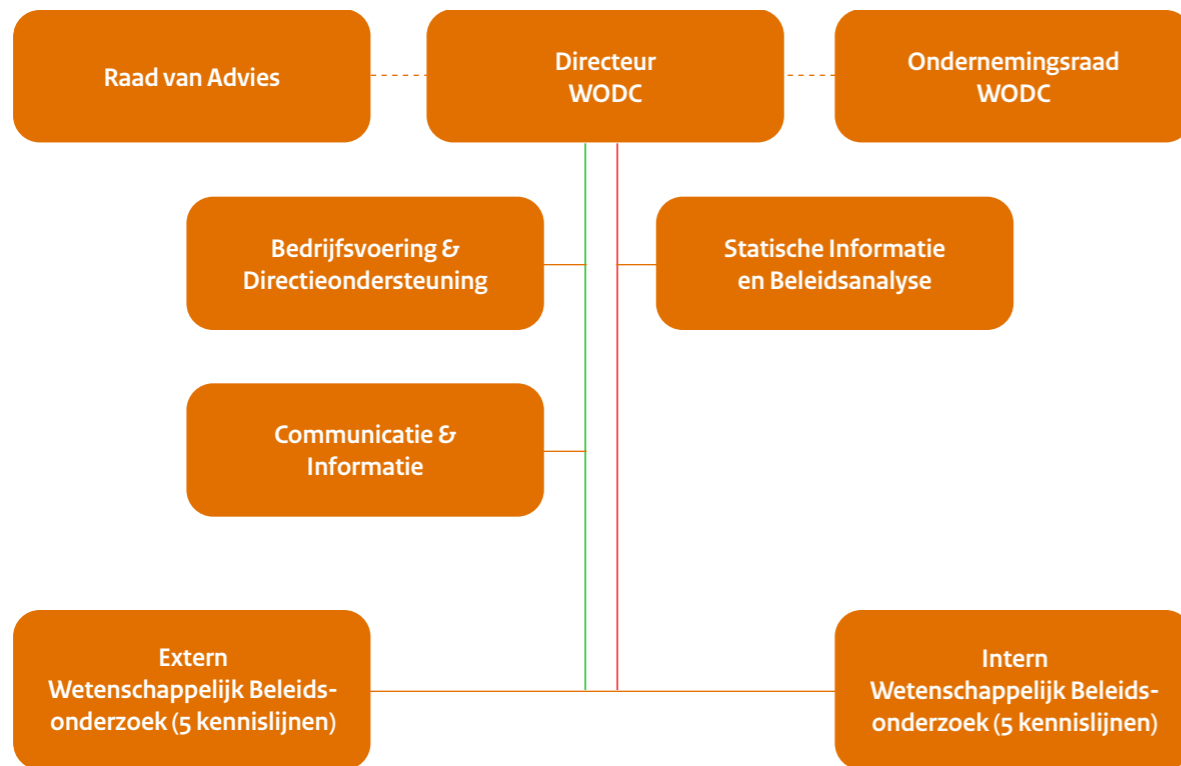 Raad van Advies
Directeur
WODC
Ondernemingsraad
WODC
Bedrijfsvoering &
Directieondersteuning
Statische Informatie
en Beleidsanalyse
Communicatie &
Informatie
Extern
Wetenschappelijk Beleids-
onderzoek (5 kennislijnen)
Intern
Wetenschappelijk Beleids-
onderzoek (5 kennislijnen)